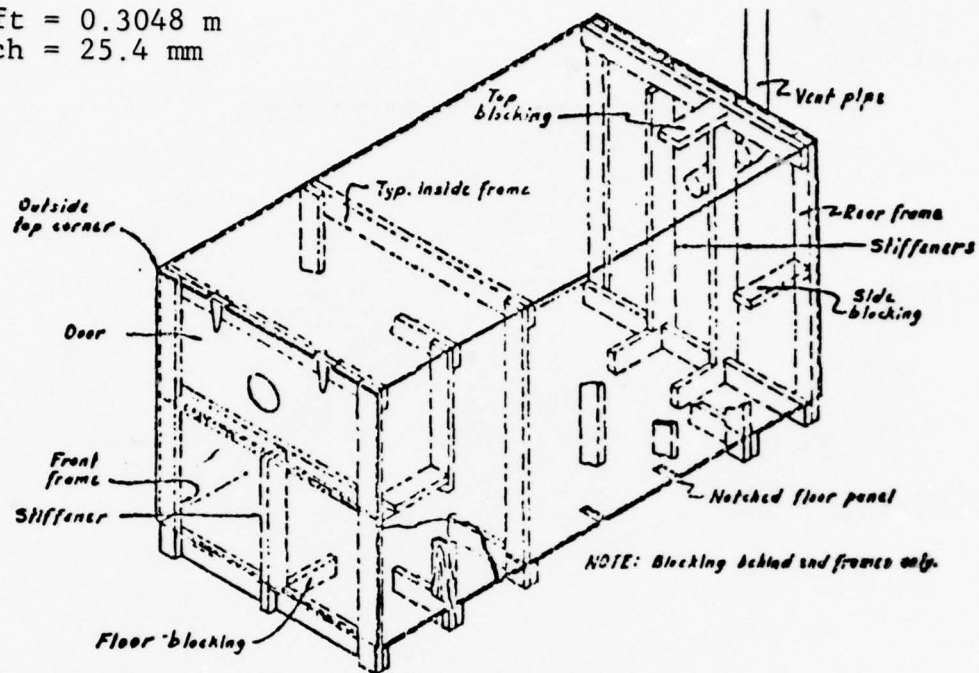 ft = 0.3048 m
ch = 25.4 mm
Vent pipe
Top
blocking
Typ. inside frame
Outside
top corner
Rear frame
Stiffeners
Side
blocking
Door
Front
frame
Stiffener
Notched floor panel
NOTE: Blocking behind end frames only.
Floor blocking